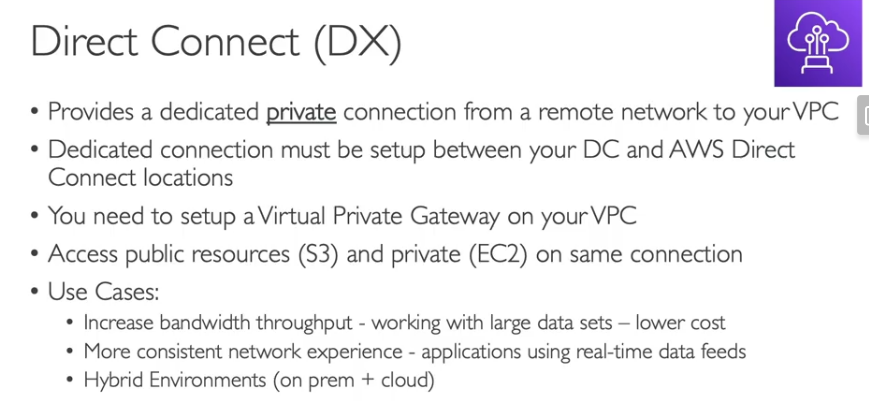 Direct Connect (DX)
• Provides a dedicated private connection from a remote network to your VPC
• Dedicated connection must be setup between your DC and AWS Direct
Connect locations
• You need to setup a Virtual Private Gateway on your VPC
• Access public resources (S3) and private (EC2) on same connection
• Use Cases:
• Increase bandwidth throughput - working with large data sets – lower cost
• More consistent network experience - applications using real-time data feeds
• Hybrid Environments (on prem + cloud)